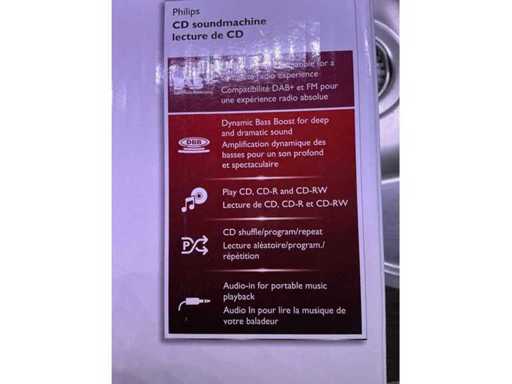 Philips
CD soundmachine
lecture de CD
for a
radio experience
Compatibilité DAB+ et FM pour
une expérience radio absolue
DBB
Dynamic Bass Boost for deep
and dramatic sound
Amplification dynamique des
basses pour un son profond
et spectaculaire
Play CD, CD-R and CD-RW
Lecture de CD, CD-R et CD-RW
P
CD shuffle/program/repeat
Lecture aléatoire/program./
répétition
Audio-in for portable music
playback
Audio In pour lire la musique de
votre baladeur